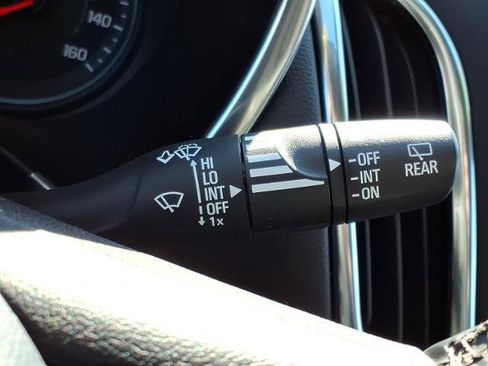 140
160
HI
LO
INT
OFF
1x
-OFF
-INT
-ON
REAR